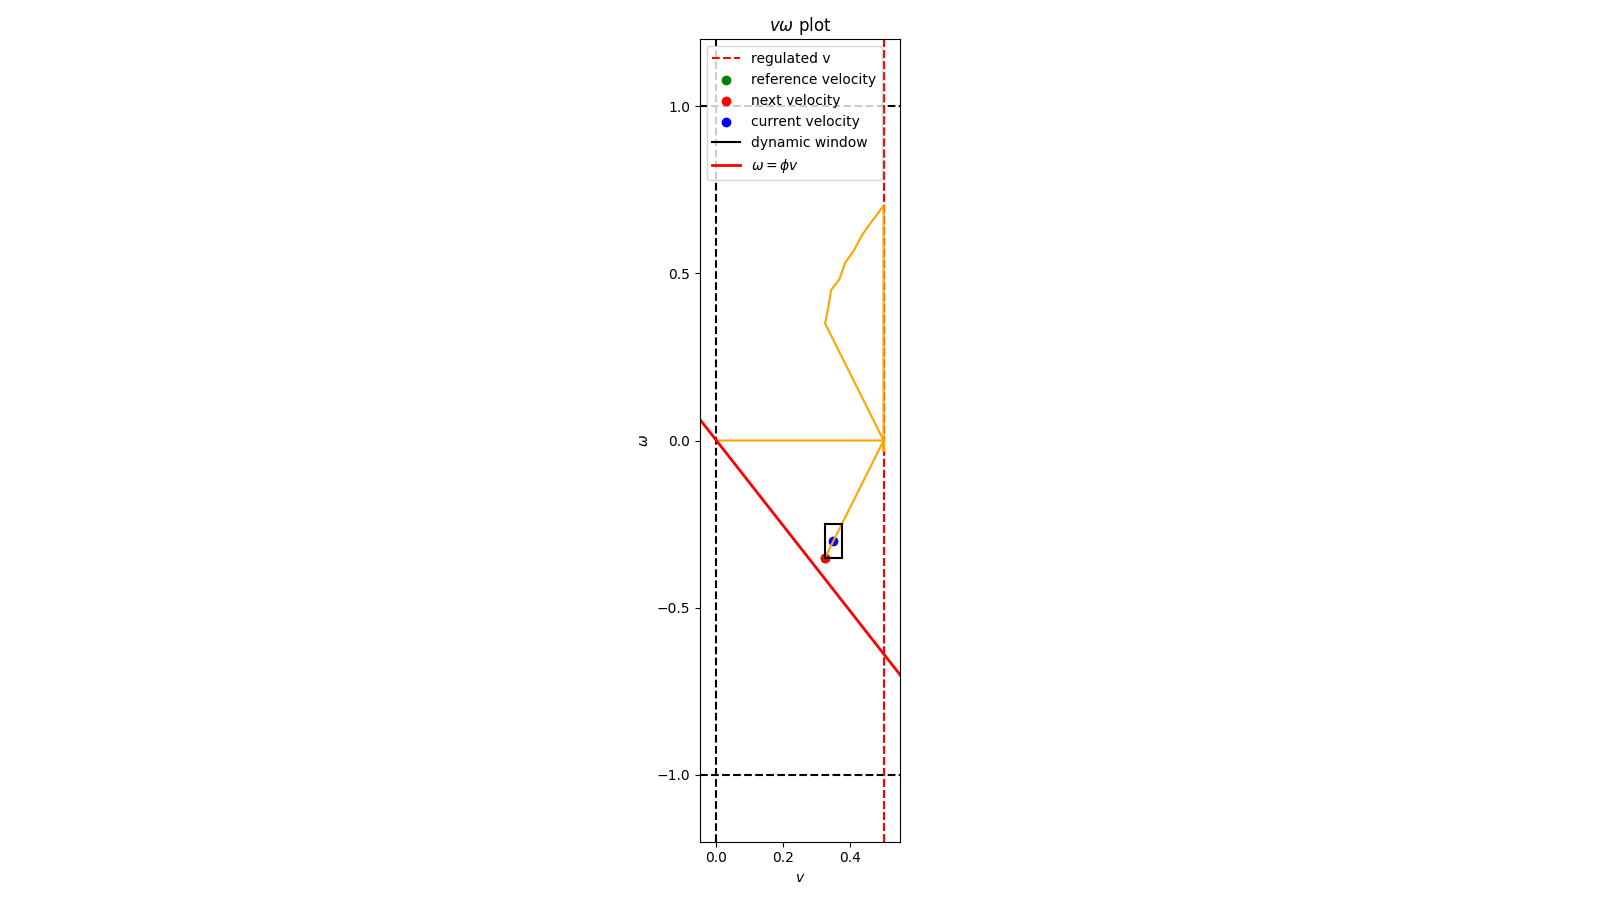 vω plot
regulated v
reference velocity
next velocity
current velocity
dynamic window
ω = ϕv
1.0
0.5
0.0
−0.5
−1.0
ω
0.0 0.2 0.4
v